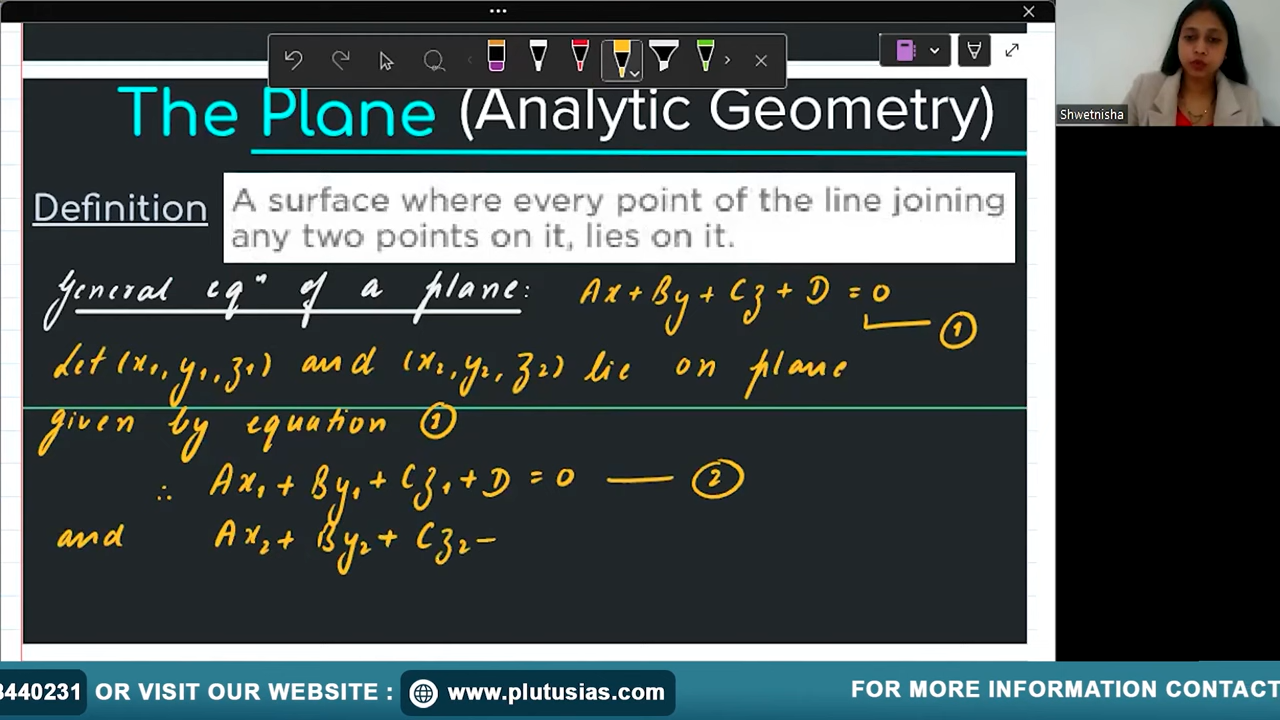 The Plane (Analytic Geometry)
Shwetnisha
Definition
A surface where every point of the line joining
any two points on it, lies on it.
General eqⁿ of a plane: Ax + By + Cz + D = 0
①
Let (x₁, y₁, z₁) and (x₂, y₂, z₂) lie on plane
given by equation ①
∴ Ax₁ + By₁ + Cz₁ + D = 0 —— ②
and Ax₂ + By₂ + Cz₂ -
8440231 OR VISIT OUR WEBSITE : www.plutusias.com FOR MORE INFORMATION CONTACT